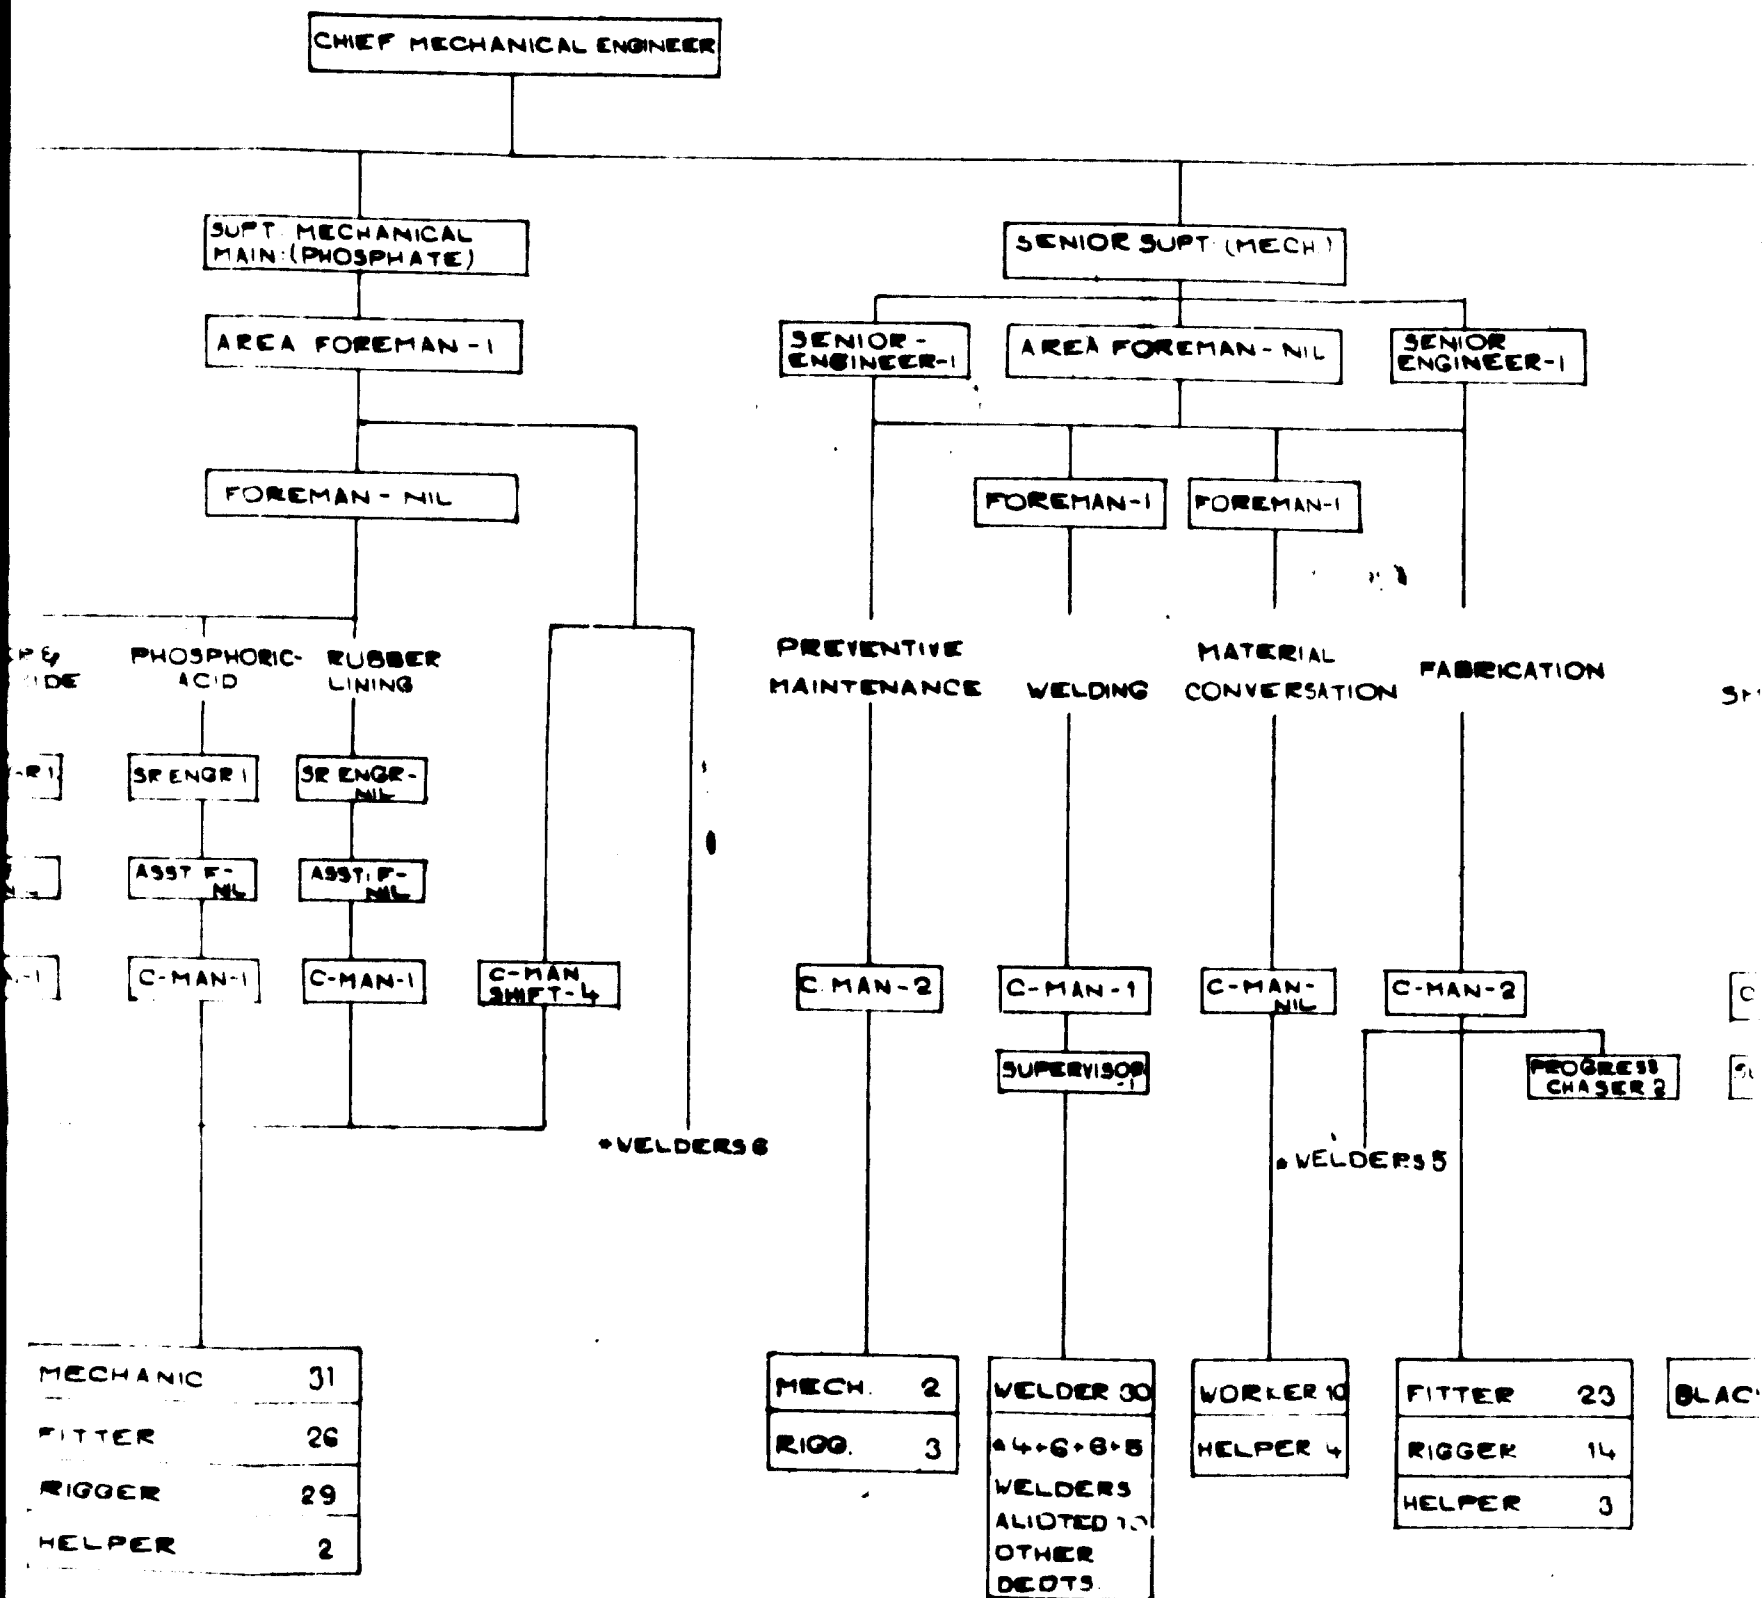 CHIEF MECHANICAL ENGINEER
SUPT. MECHANICAL
MAIN:(PHOSPHATE)
SENIOR SUPT. (MECH.)
AREA FOREMAN-1
SENIOR-
ENGINEER-1
AREA FOREMAN-NIL
SENIOR
ENGINEER-1
FOREMAN-NIL
FOREMAN-1
FOREMAN-1
PHOSPHORIC-
ACID
RUBBER
LINING
PREVENTIVE
MAINTENANCE
WELDING
MATERIAL
CONVERSATION
FABRICATION
SR ENGR 1
SR ENGR-
NIL
ASST F-
NIL
ASST. F-
NIL
C-MAN-1
C-MAN-1
C-MAN
SHIFT-4
C.MAN-2
C-MAN-1
C-MAN-
NIL
C-MAN-2
SUPERVISOR
-1
PROGRESS
CHASER 2
*WELDERS 6
*WELDERS 5
MECHANIC 31
FITTER 26
RIGGER 29
HELPER 2
MECH. 2
RIGG. 3
WELDER 30
*4+6+6+5
WELDERS
ALIOTED TO
OTHER
DEOTS.
WORKER 10
HELPER 4
FITTER 23
RIGGER 14
HELPER 3
BLAC